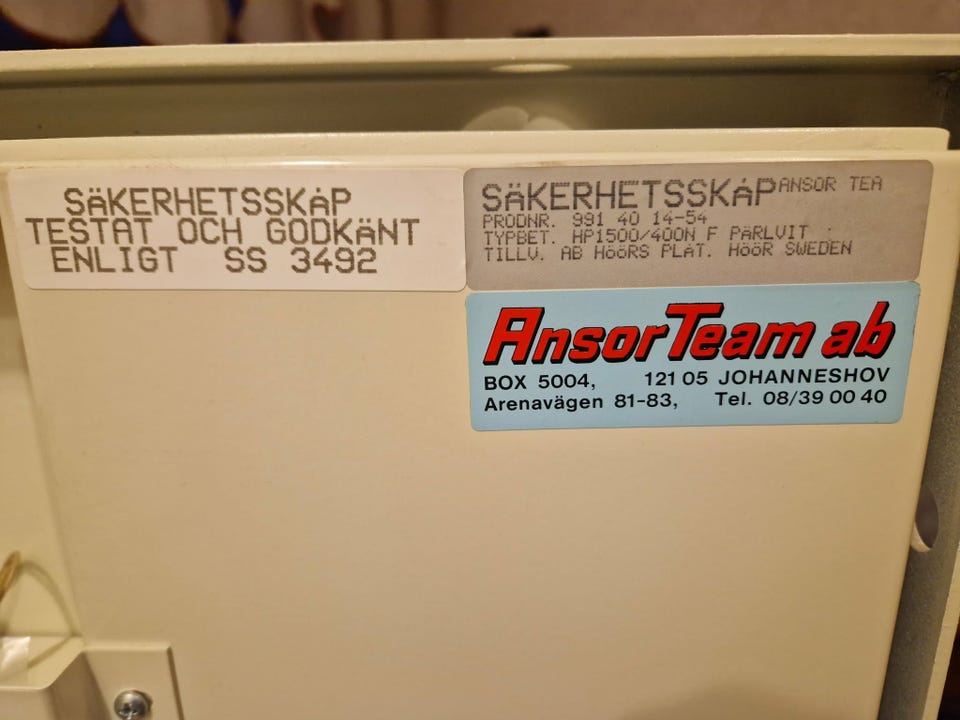 SÄKERHETSSKÅP
TESTAT OCH GODKÄNT
ENLIGT SS 3492
SÄKERHETSSKÅP ANSOR TEA
PRODNR. 991 40 14-54
TYPBET. HP1500/400N F PÄRLVIT
TILLV. AB HÖÖRS PLÅT. HÖÖR SWEDEN
AnsorTeam ab
BOX 5004, 121 05 JOHANNESHOV
Arenavägen 81-83, Tel. 08/39 00 40